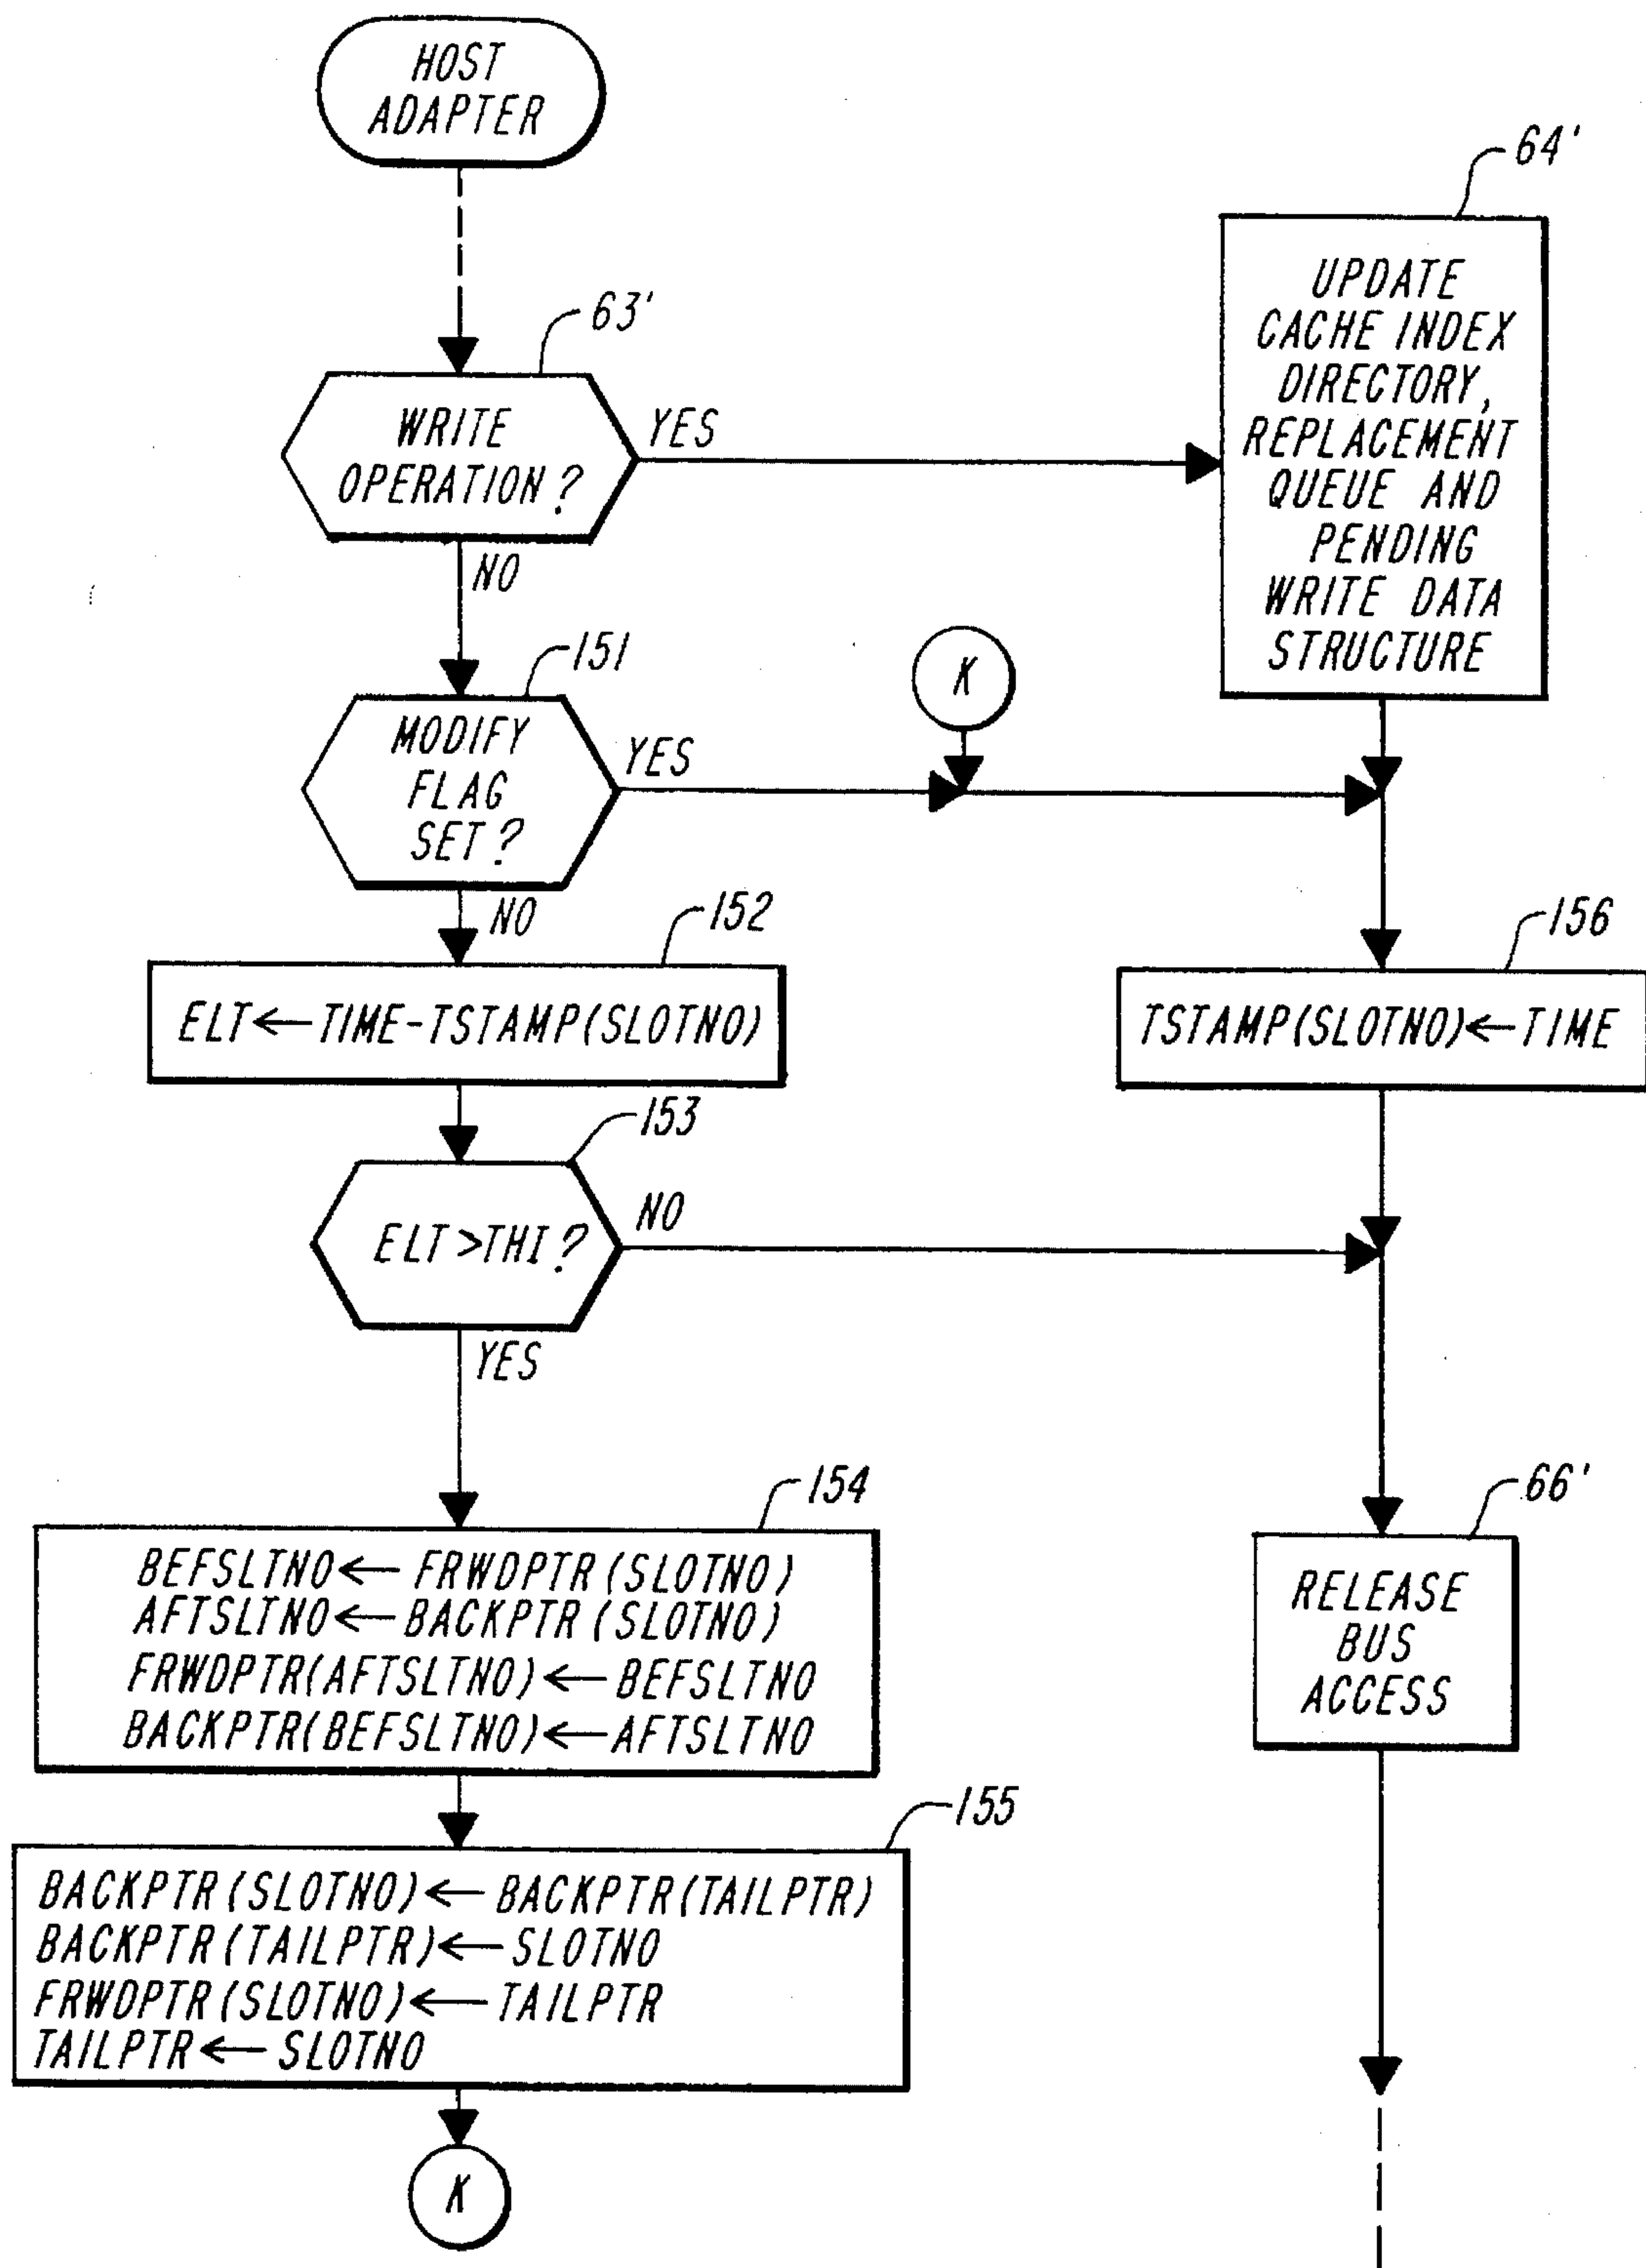 HOST
ADAPTER
64'
UPDATE
CACHE INDEX
DIRECTORY,
REPLACEMENT
QUEUE AND
PENDING
WRITE DATA
STRUCTURE
63'
WRITE
OPERATION?
YES
NO
151
MODIFY
FLAG
SET?
YES
K
NO
152
ELT←TIME-TSTAMP(SLOTNO)
156
TSTAMP(SLOTNO)←TIME
153
ELT>THI?
NO
YES
154
BEFSLTNO← FRWDPTR(SLOTNO)
AFTSLTNO←BACKPTR(SLOTNO)
FRWDPTR(AFTSLTNO)←BEFSLTNO
BACKPTR(BEFSLTNO)←AFTSLTNO
66'
RELEASE
BUS
ACCESS
155
BACKPTR(SLOTNO)← BACKPTR(TAILPTR)
BACKPTR(TAILPTR)←SLOTNO
FRWDPTR(SLOTNO)←TAILPTR
TAILPTR← SLOTNO
K